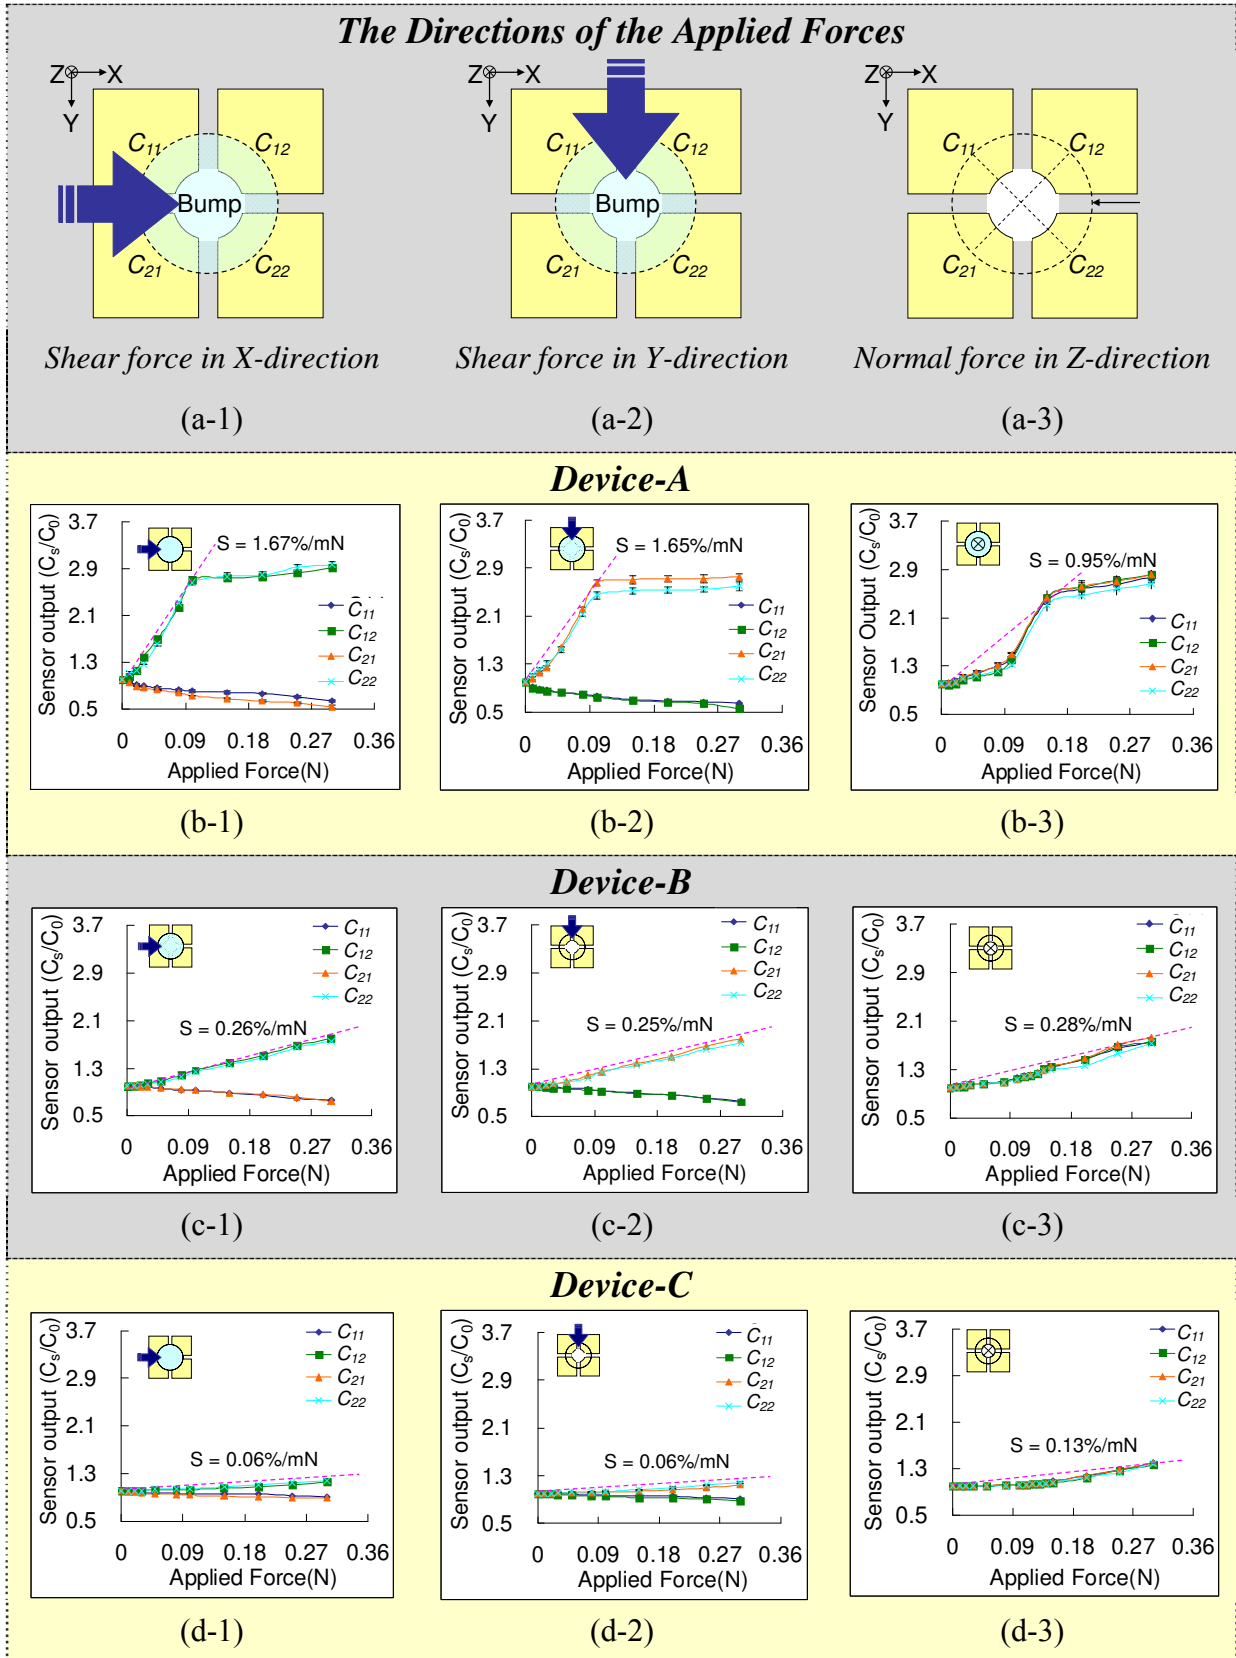 The Directions of the Applied Forces
Z X Y
C11 C12
Bump
C21 C22
Z X Y
C11 C12
Bump
C21 C22
Z X Y
C11 C12
C21 C22
Shear force in X-direction
Shear force in Y-direction
Normal force in Z-direction
(a-1)
(a-2)
(a-3)
Device-A
Sensor output (Cs/C0)
3.7
2.9
2.1
1.3
0.5
S = 1.67%/mN
C11
C12
C21
C22
0 0.09 0.18 0.27 0.36
Applied Force(N)
(b-1)
Sensor output (Cs/C0)
3.7
2.9
2.1
1.3
0.5
S = 1.65%/mN
C11
C12
C21
C22
0 0.09 0.18 0.27 0.36
Applied Force(N)
(b-2)
Sensor Output (Cs/C0)
3.7
2.9
2.1
1.3
0.5
S = 0.95%/mN
C11
C12
C21
C22
0 0.09 0.18 0.27 0.36
Applied Force(N)
(b-3)
Device-B
Sensor output (Cs/C0)
3.7
2.9
2.1
1.3
0.5
C11
C12
C21
C22
S = 0.26%/mN
0 0.09 0.18 0.27 0.36
Applied Force(N)
(c-1)
Sensor output (Cs/C0)
3.7
2.9
2.1
1.3
0.5
C11
C12
C21
C22
S = 0.25%/mN
0 0.09 0.18 0.27 0.36
Applied Force(N)
(c-2)
Sensor output (Cs/C0)
3.7
2.9
2.1
1.3
0.5
C11
C12
C21
C22
S = 0.28%/mN
0 0.09 0.18 0.27 0.36
Applied Force(N)
(c-3)
Device-C
Sensor output (Cs/C0)
3.7
2.9
2.1
1.3
0.5
C11
C12
C21
C22
S = 0.06%/mN
0 0.09 0.18 0.27 0.36
Applied Force(N)
(d-1)
Sensor output (Cs/C0)
3.7
2.9
2.1
1.3
0.5
C11
C12
C21
C22
S = 0.06%/mN
0 0.09 0.18 0.27 0.36
Applied Force(N)
(d-2)
Sensor output (Cs/C0)
3.7
2.9
2.1
1.3
0.5
C11
C12
C21
C22
S = 0.13%/mN
0 0.09 0.18 0.27 0.36
Applied Force(N)
(d-3)